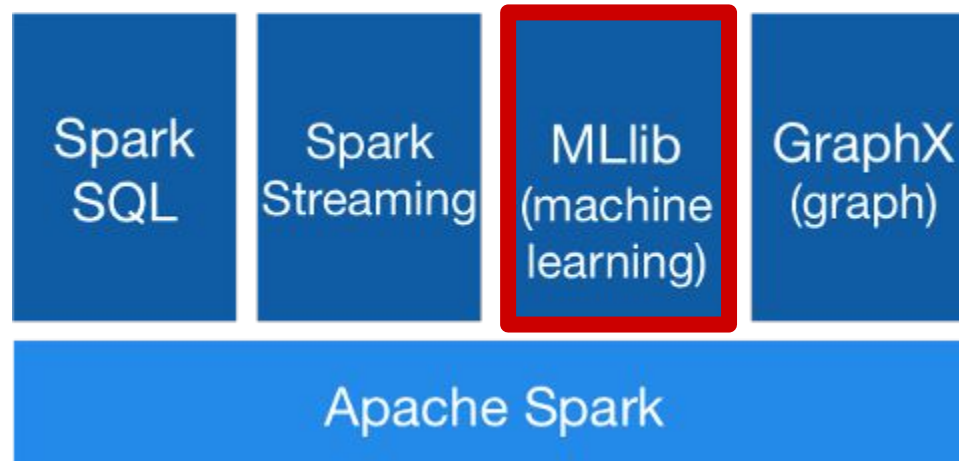 Spark
SQL
Spark
Streaming
MLlib
(machine
learning)
GraphX
(graph)
Apache Spark